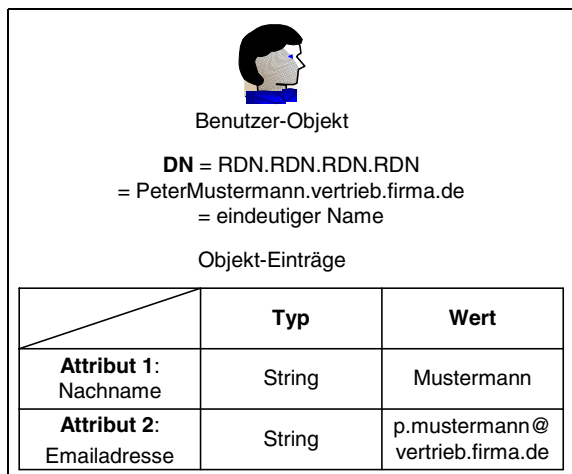 Benutzer-Objekt
DN = RDN.RDN.RDN.RDN
= PeterMustermann.vertrieb.firma.de
= eindeutiger Name
Objekt-Einträge
Typ Wert
Attribut 1:
Nachname
String
Mustermann
Attribut 2:
Emailadresse
String
p.mustermann@
vertrieb.firma.de